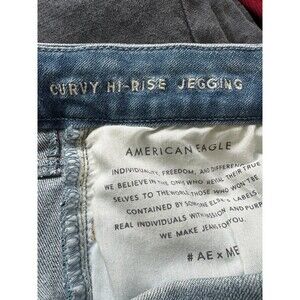 CURVY HI-RISE JEGGING
AMERICAN EAGLE
INDIVIDUALITY, FREEDOM, AND DIFFERENCE
WE BELIEVE IN THE ONES WHO REVEAL THEIR TRUE
SELVES TO THE WORLD. THOSE WHO WON'T BE
CONTAINED BY SOMEONE ELSE'S LABELS.
REAL INDIVIDUALS WITH PASSION AND PURPOSE
WE MAKE JEANS FOR YOU.
# AE x ME